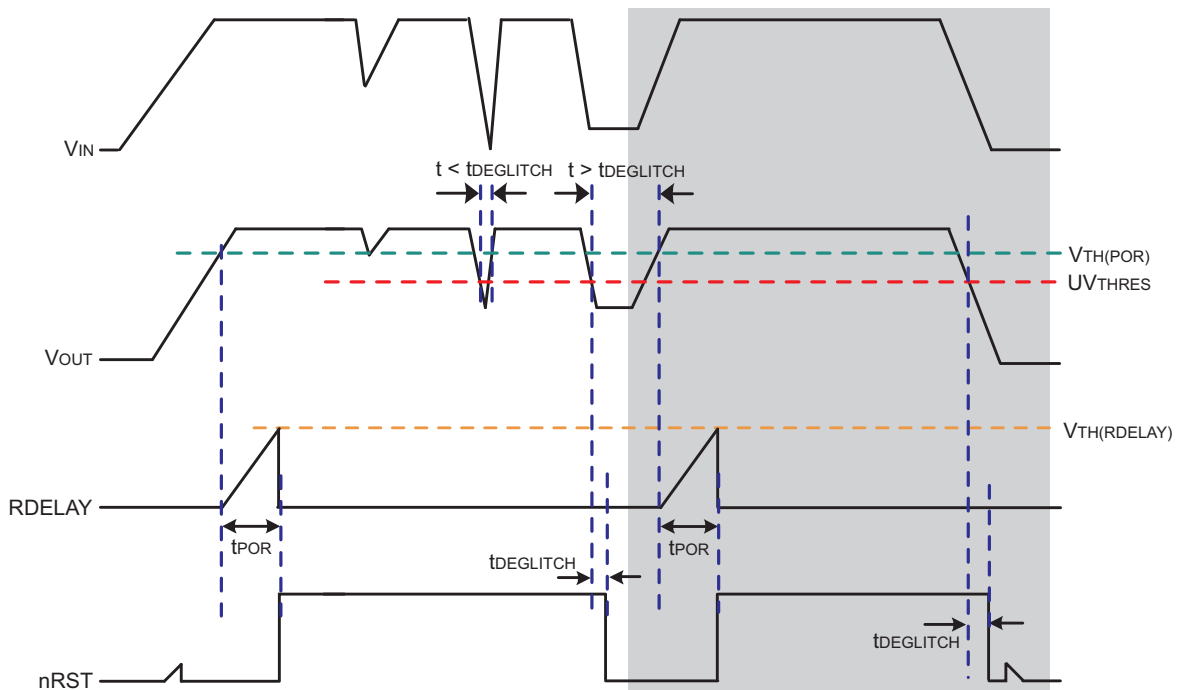 VIN
t < tDEGLITCH
t > tDEGLITCH
VTH(POR)
UVTHRES
VOUT
VTH(RDELAY)
RDELAY
tPOR
tPOR
tDEGLITCH
tDEGLITCH
nRST